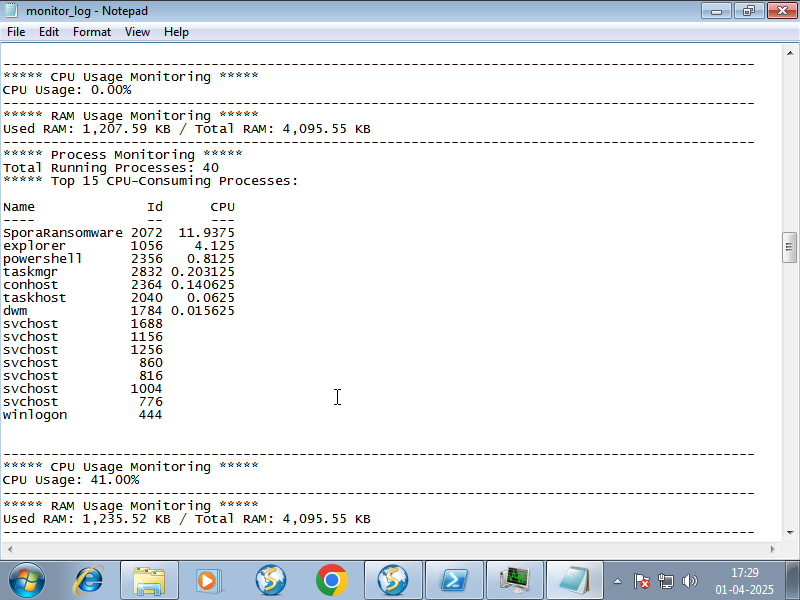 monitor_log - Notepad
File Edit Format View Help
--------------------------------------------------------------------------------------------
***** CPU Usage Monitoring *****
CPU Usage: 0.00%
--------------------------------------------------------------------------------------------
***** RAM Usage Monitoring *****
Used RAM: 1,207.59 KB / Total RAM: 4,095.55 KB
--------------------------------------------------------------------------------------------
***** Process Monitoring *****
Total Running Processes: 40
***** Top 15 CPU-Consuming Processes:
Name Id CPU
---- -- ---
SporaRansomware 2072 11.9375
explorer 1056 4.125
powershell 2356 0.8125
taskmgr 2832 0.203125
conhost 2364 0.140625
taskhost 2040 0.0625
dwm 1784 0.015625
svchost 1688
svchost 1156
svchost 1256
svchost 860
svchost 816
svchost 1004
svchost 776
winlogon 444
--------------------------------------------------------------------------------------------
***** CPU Usage Monitoring *****
CPU Usage: 41.00%
--------------------------------------------------------------------------------------------
***** RAM Usage Monitoring *****
Used RAM: 1,235.52 KB / Total RAM: 4,095.55 KB
--------------------------------------------------------------------------------------------
17:29
01-04-2025